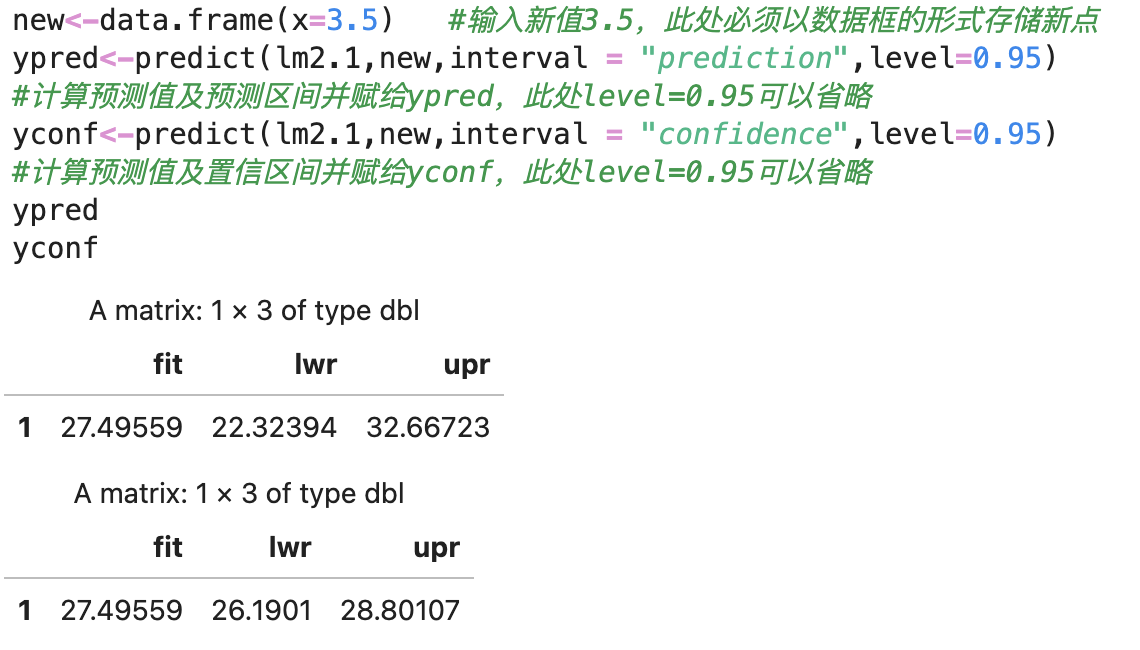 new<-data.frame(x=3.5)   #输入新值3.5，此处必须以数据框的形式存储新点
ypred<-predict(lm2.1,new,interval = "prediction",level=0.95)
#计算预测值及预测区间并赋给ypred，此处level=0.95可以省略
yconf<-predict(lm2.1,new,interval = "confidence",level=0.95)
#计算预测值及置信区间并赋给yconf，此处level=0.95可以省略
ypred
yconf
A matrix: 1 × 3 of type dbl
fit lwr upr
1 27.49559 22.32394 32.66723
A matrix: 1 × 3 of type dbl
fit lwr upr
1 27.49559 26.1901 28.80107